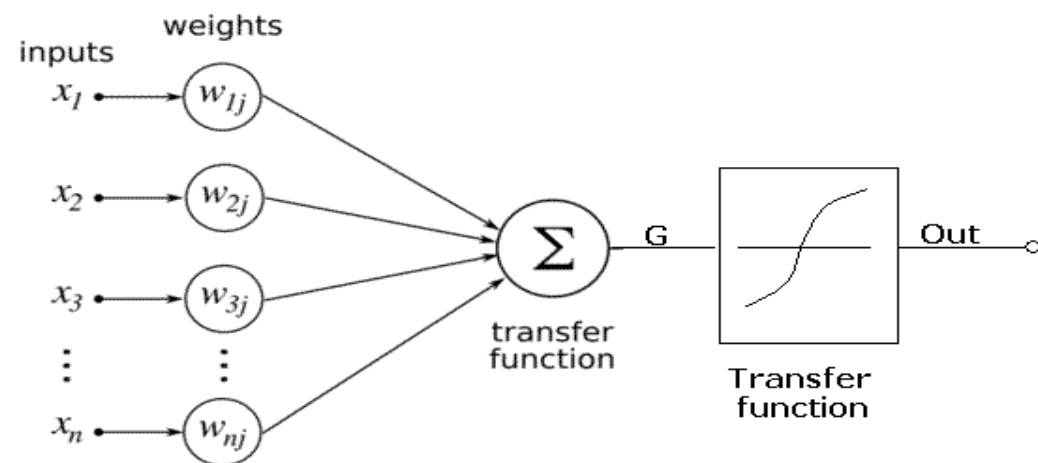 weights
inputs
x1 w1j
x2 w2j
x3 w3j
⋮ ⋮
xn wnj
Σ
G
Out
transfer
function
Transfer
function